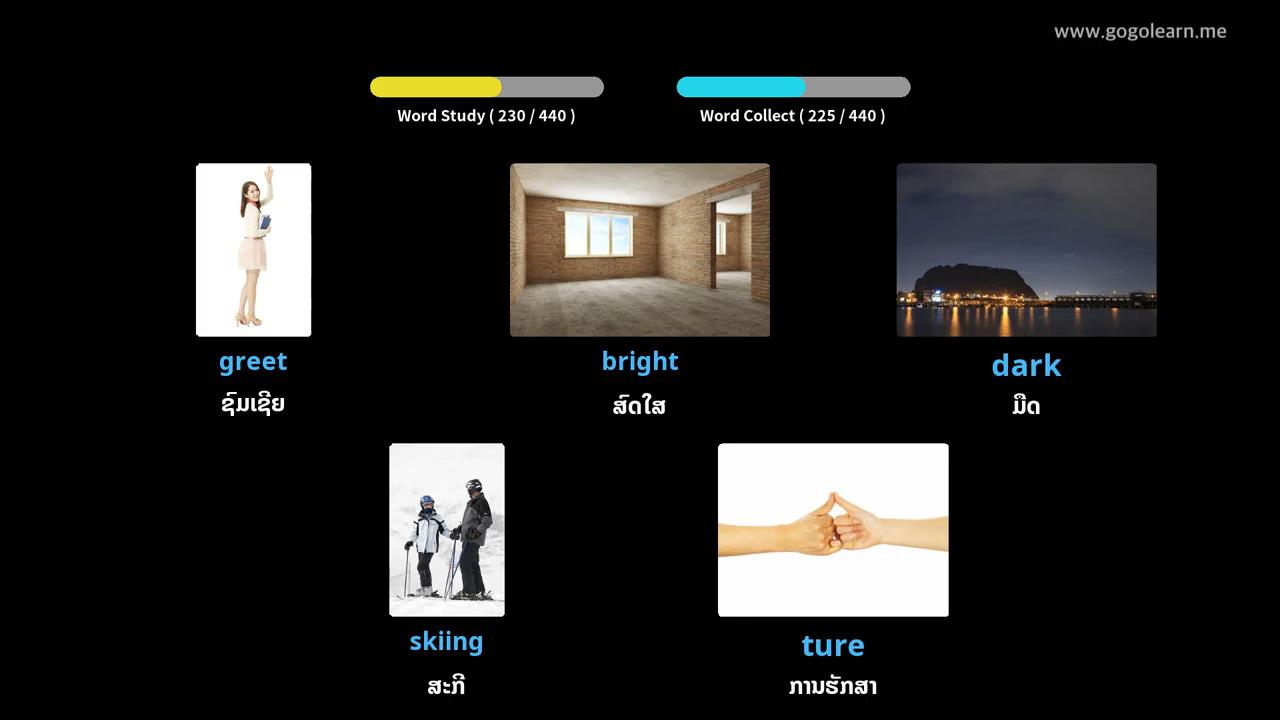 www.gogolearn.me
Word Study ( 230 / 440 )
Word Collect ( 225 / 440 )
greet
bright
dark
ຊົມເຊີຍ
ສົດໃສ
ມືດ
skiing
ture
ສະກີ
ການຮັກສາ